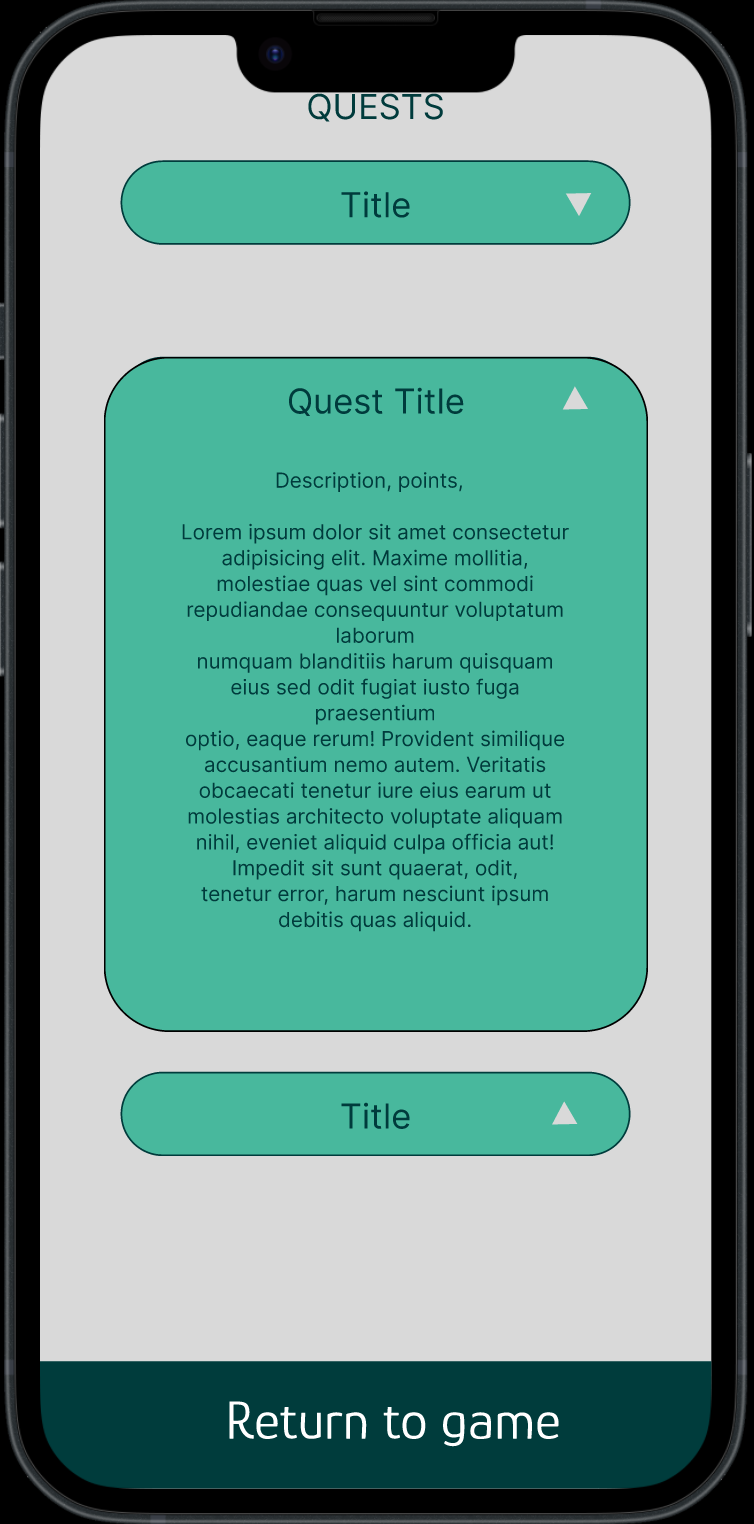 QUESTS
Title
Quest Title
Description, points,
Lorem ipsum dolor sit amet consectetur
adipisicing elit. Maxime mollitia,
molestiae quas vel sint commodi
repudiandae consequuntur voluptatum
laborum
numquam blanditiis harum quisquam
eius sed odit fugiat iusto fuga
praesentium
optio, eaque rerum! Provident similique
accusantium nemo autem. Veritatis
obcaecati tenetur iure eius earum ut
molestias architecto voluptate aliquam
nihil, eveniet aliquid culpa officia aut!
Impedit sit sunt quaerat, odit,
tenetur error, harum nesciunt ipsum
debitis quas aliquid.
Title
Return to game